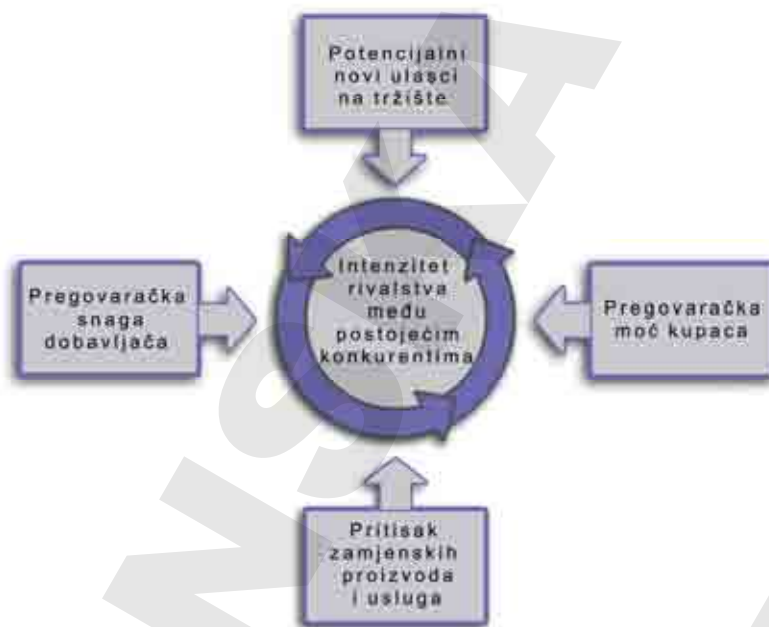 Potencijalni
novi ulasci
na tržište
Pregovaračka
snaga
dobavljača
Intenzitet
rivalstva
među
postojećim
konkurentima
Pregovaračka
moć kupaca
Pritisak
zamjenskih
proizvoda
i usluga